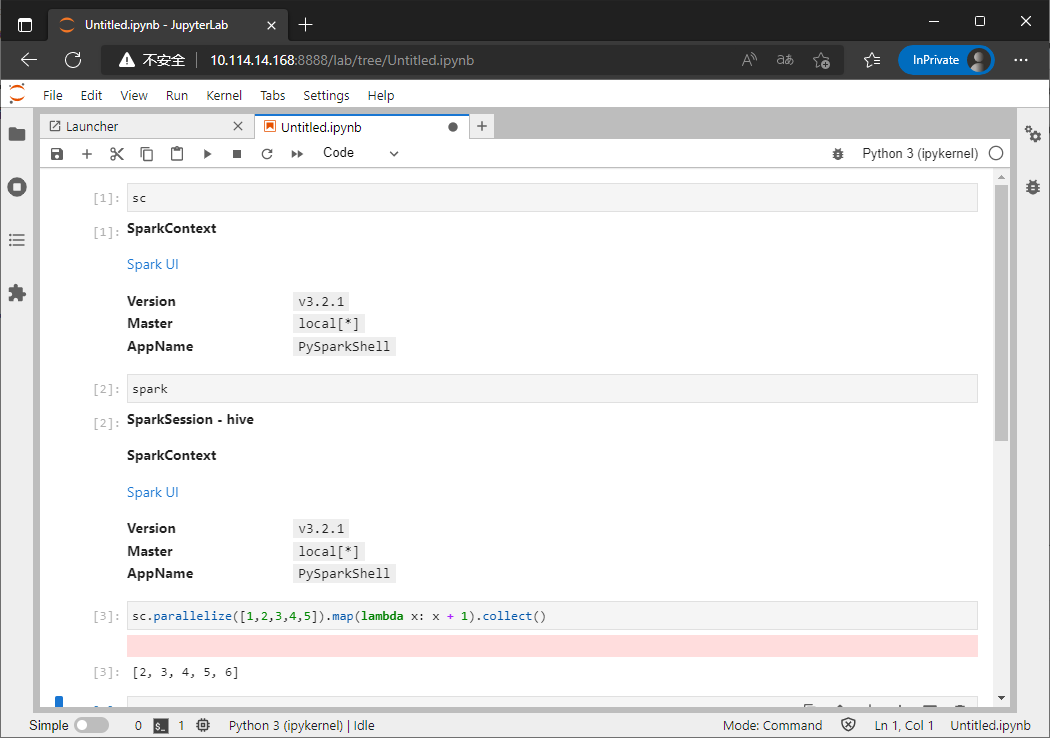 Untitled.ipynb - JupyterLab
不安全 10.114.14.168:8888/lab/tree/Untitled.ipynb InPrivate
File Edit View Run Kernel Tabs Settings Help
Launcher Untitled.ipynb
Code Python 3 (ipykernel)
[1]: sc
[1]: SparkContext
Spark UI
Version v3.2.1
Master local[*]
AppName PySparkShell
[2]: spark
[2]: SparkSession - hive
SparkContext
Spark UI
Version v3.2.1
Master local[*]
AppName PySparkShell
[3]: sc.parallelize([1,2,3,4,5]).map(lambda x: x + 1).collect()
[3]: [2, 3, 4, 5, 6]
Simple 0 1 Python 3 (ipykernel) | Idle Mode: Command Ln 1, Col 1 Untitled.ipynb